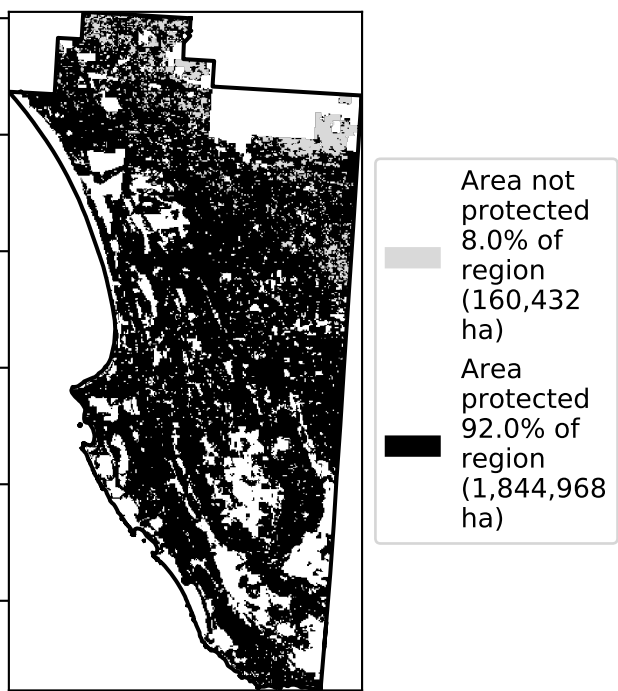 Area not
protected
8.0% of
region
(160,432
ha)
Area
protected
92.0% of
region
(1,844,968
ha)